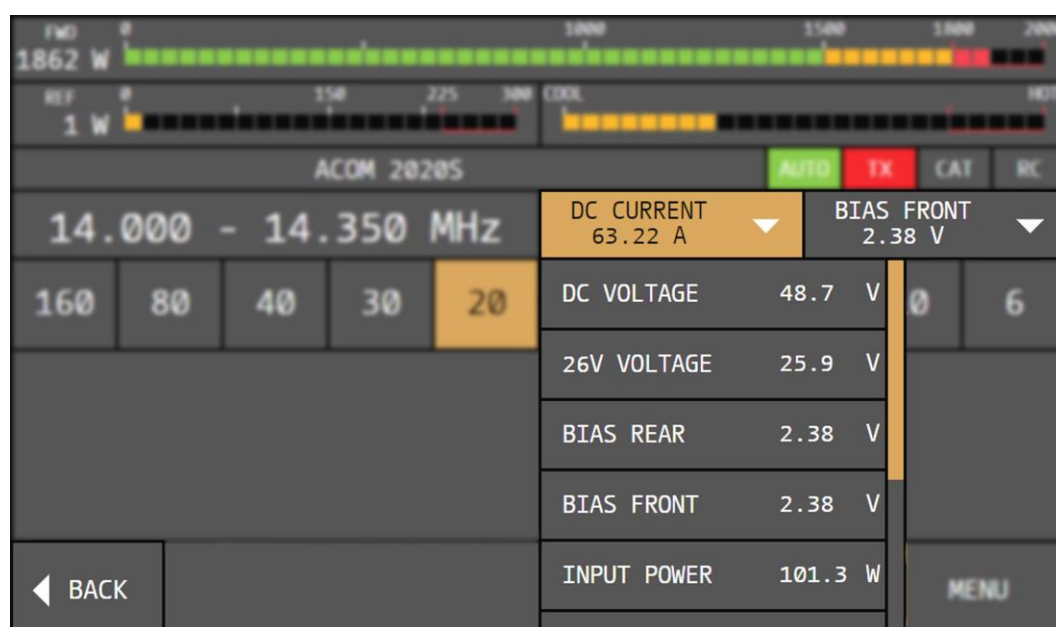 FWD 0 1000 1500 1800 2000
1862 W
REF 0 150 225 300 COOL HOT
1 W
ACOM 2020S AUTO TX CAT RC
14.000 - 14.350 MHz
DC CURRENT
63.22 A
BIAS FRONT
2.38 V
160 80 40 30 20 6
DC VOLTAGE 48.7 V
26V VOLTAGE 25.9 V
BIAS REAR 2.38 V
BIAS FRONT 2.38 V
INPUT POWER 101.3 W
BACK
MENU